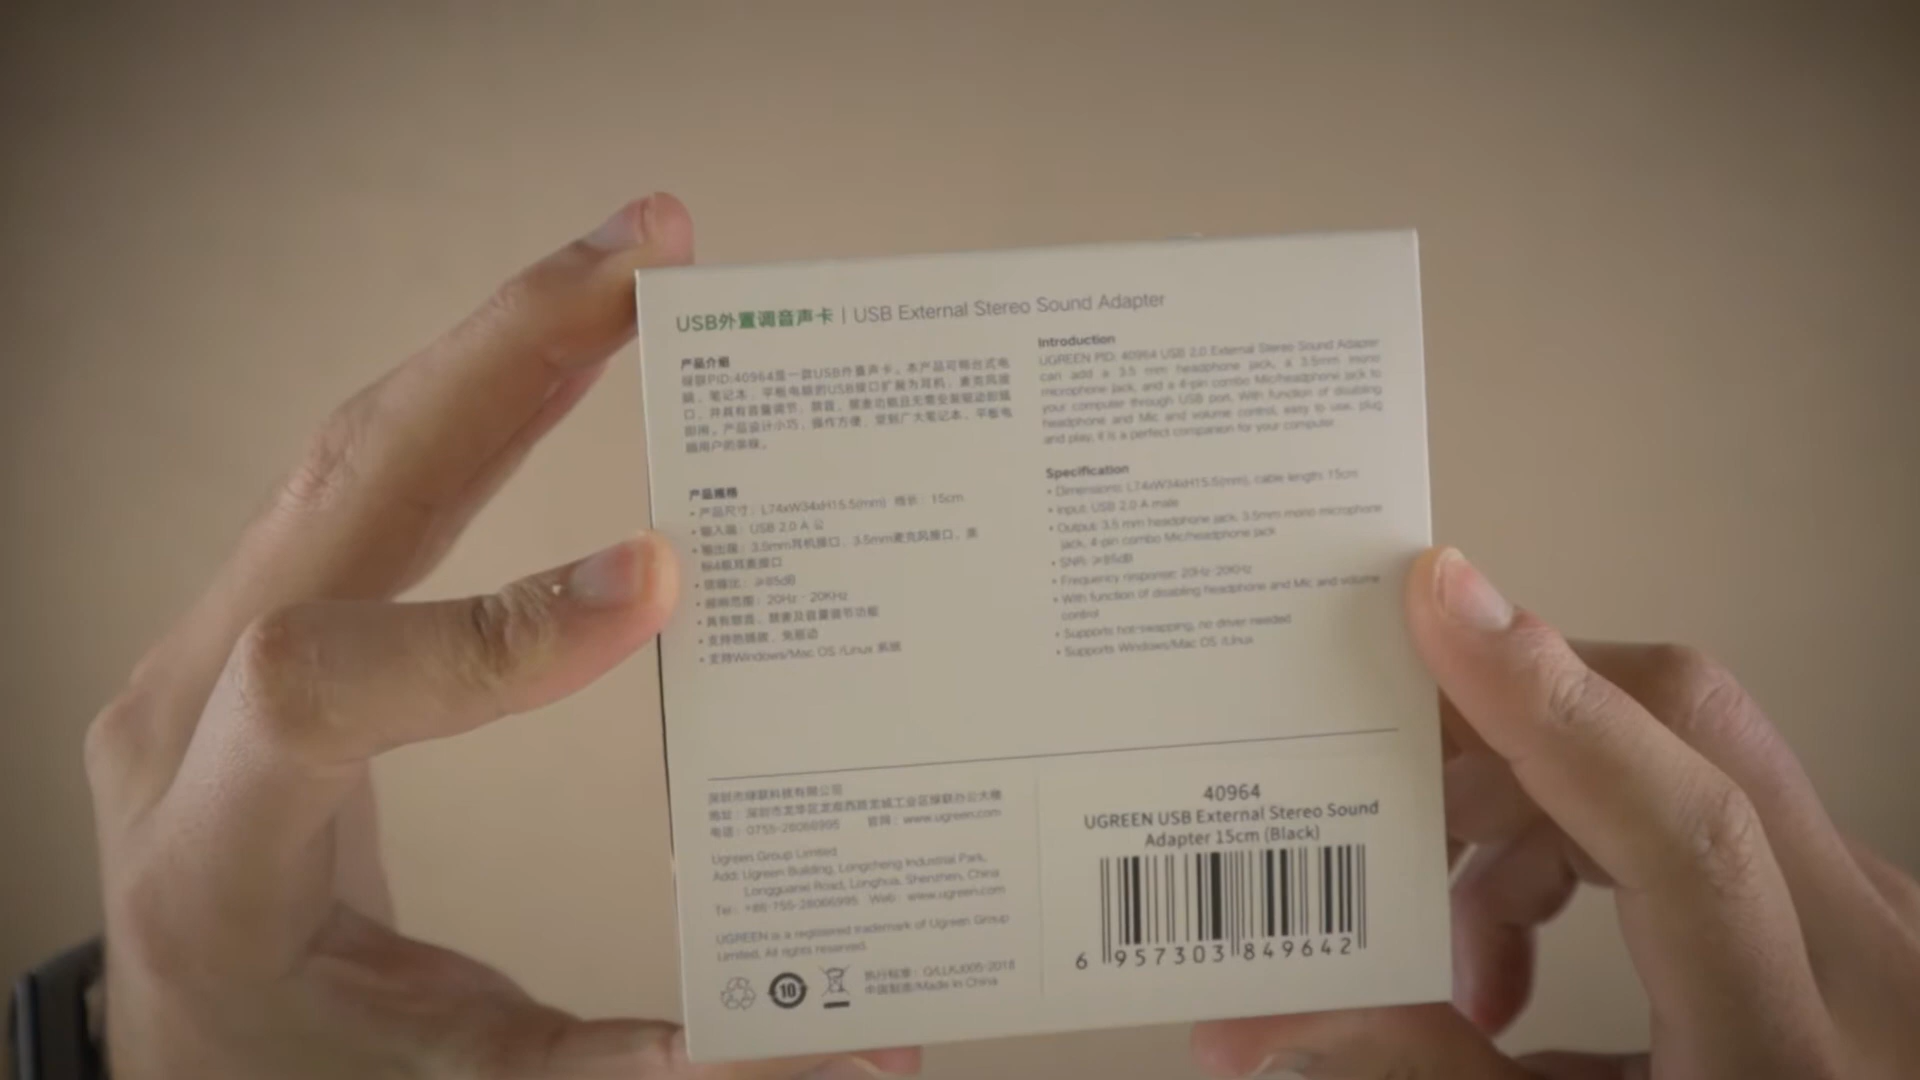 USB外置调音声卡 | USB External Stereo Sound Adapter
产品介绍
绿联PID:40964是一款USB外置声卡。本产品可将台式电
脑、笔记本、平板电脑的USB接口扩展为耳机、麦克风接
口,并具有音量调节、静音、禁麦功能且无需安装驱动即插
即用。产品设计小巧,操作方便,受到广大笔记本、平板电
脑用户的亲睐。
产品规格
• 产品尺寸:L74xW34xH15.5(mm) 线长:15cm
• 输入端:USB 2.0 A 公
• 输出端:3.5mm耳机接口、3.5mm麦克风接口、美
标4极耳麦接口
• 信噪比:≥85dB
• 频响范围:20Hz - 20KHz
• 具有静音、禁麦及音量调节功能
• 支持热插拔,免驱动
• 支持Windows/Mac OS /Linux 系统
Introduction
UGREEN PID: 40964 USB 2.0 External Stereo Sound Adapter
can add a 3.5 mm headphone jack, a 3.5mm mono
microphone jack, and a 4-pin combo Mic/headphone jack to
your computer through USB port. With function of disabling
headphone and Mic and volume control, easy to use, plug
and play, it is a perfect companion for your computer.
Specification
• Dimensions: L74xW34xH15.5(mm), cable length: 15cm
• Input: USB 2.0 A male
• Output: 3.5 mm headphone jack, 3.5mm mono microphone
jack, 4-pin combo Mic/headphone jack
• SNR: ≥85dB
• Frequency response: 20Hz-20KHz
• With function of disabling headphone and Mic and volume
control
• Supports hot-swapping, no driver needed
• Supports Windows/Mac OS /Linux
深圳市绿联科技有限公司
地址:深圳市龙华区龙观西路龙城工业区绿联办公大楼
电话:0755-28066995 官网:www.ugreen.com
Ugreen Group Limited
Add: Ugreen Building, Longcheng Industrial Park,
Longguanxi Road, Longhua, Shenzhen, China
Tel: +86-755-28066995 Web: www.ugreen.com
UGREEN is a registered trademark of Ugreen Group
Limited. All rights reserved.
10
执行标准:Q/LLKJ005-2018
中国制造/Made In China
40964
UGREEN USB External Stereo Sound
Adapter 15cm (Black)
6 957303 849642